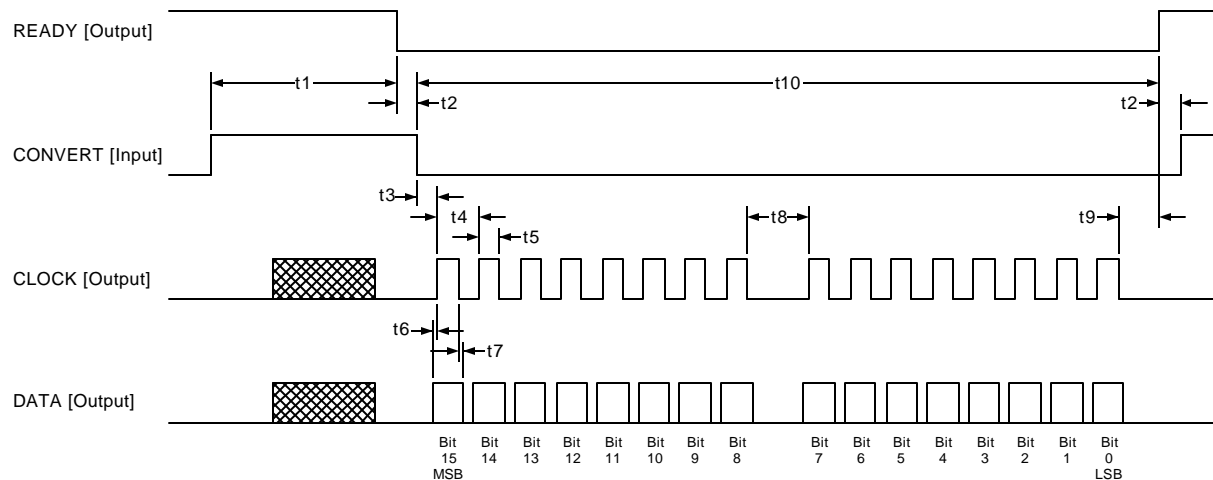 READY [Output]
t1
t10
t2
t2
CONVERT [Input]
t3
t4
t8
t9
t5
CLOCK [Output]
t6
t7
DATA [Output]
Bit 15 MSB
Bit 14
Bit 13
Bit 12
Bit 11
Bit 10
Bit 9
Bit 8
Bit 7
Bit 6
Bit 5
Bit 4
Bit 3
Bit 2
Bit 1
Bit 0 LSB